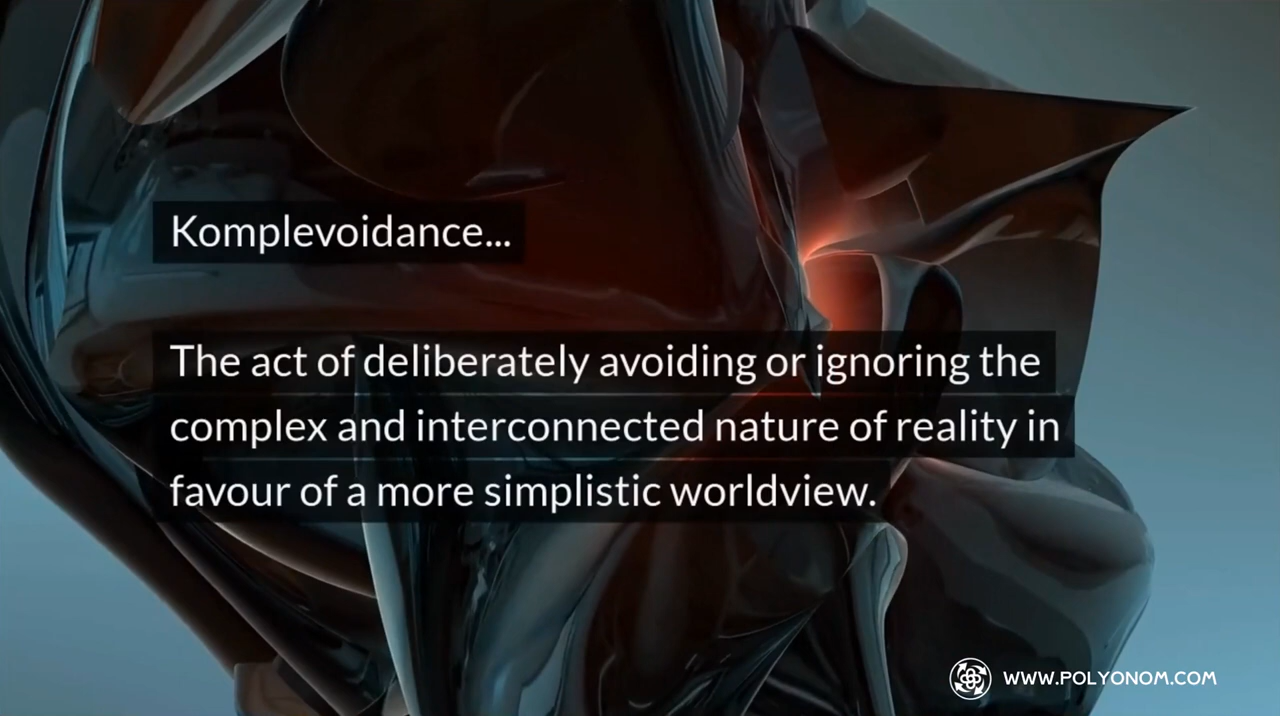 Komplevoidance...
The act of deliberately avoiding or ignoring the
complex and interconnected nature of reality in
favour of a more simplistic worldview.
WWW.POLYONOM.COM